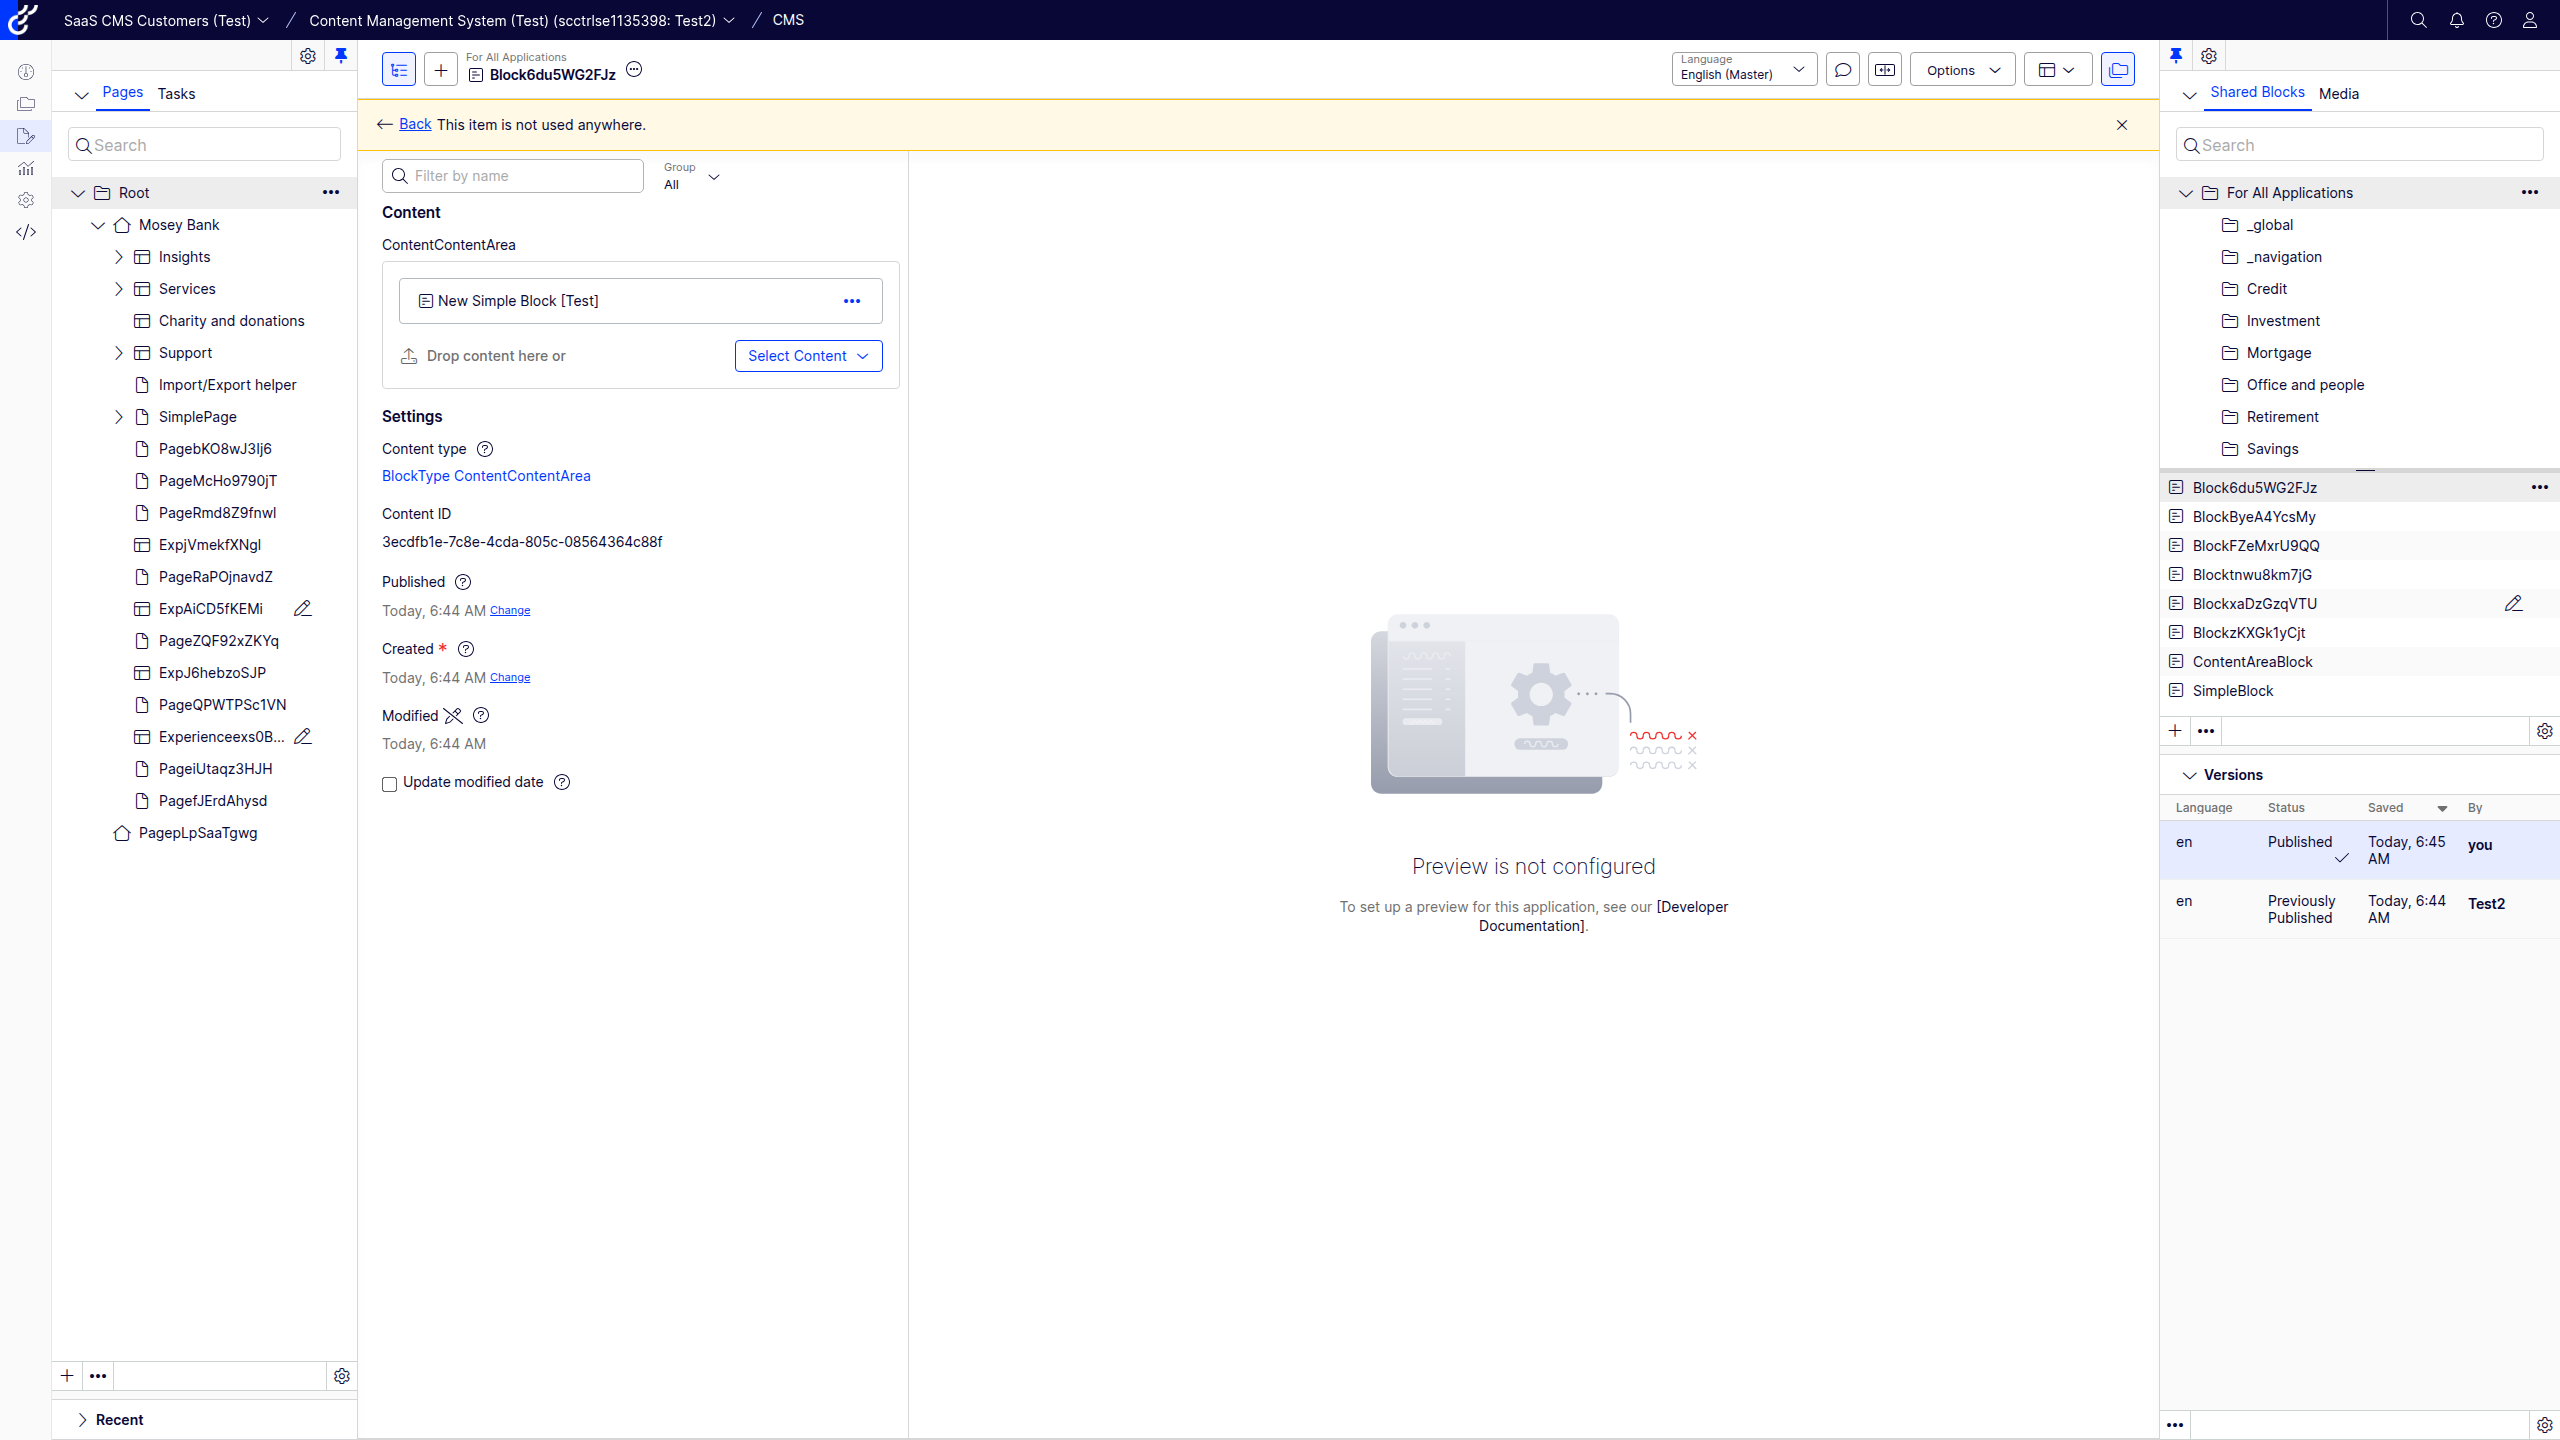 SaaS CMS Customers (Test)
Content Management System (Test) (scctrlse1135398: Test2)
CMS
Pages
Tasks
Search
Root
Mosey Bank
Insights
Services
Charity and donations
Support
Import/Export helper
SimplePage
PagebKO8wJ3Ij6
PageMcHo9790jT
PageRmd8Z9fnwI
ExpjVmekfXNgI
PageRaPOjnavdZ
ExpAiCD5fKEMi
PageZQF92xZKYq
ExpJ6hebzoSJP
PageQPWTPSc1VN
Experienceexs0B...
PageiUtaqz3HJH
PagefJErdAhysd
PagepLpSaaTgwg
Recent
For All Applications
Block6du5WG2FJz
Language
English (Master)
Options
Back This item is not used anywhere.
Filter by name
Group
All
Content
ContentContentArea
New Simple Block [Test]
Drop content here or
Select Content
Settings
Content type
BlockType ContentContentArea
Content ID
3ecdfb1e-7c8e-4cda-805c-08564364c88f
Published
Today, 6:44 AM Change
Created *
Today, 6:44 AM Change
Modified
Today, 6:44 AM
Update modified date
Preview is not configured
To set up a preview for this application, see our [Developer
Documentation].
Shared Blocks
Media
Search
For All Applications
_global
_navigation
Credit
Investment
Mortgage
Office and people
Retirement
Savings
Block6du5WG2FJz
BlockByeA4YcsMy
BlockFZeMxrU9QQ
Blocktnwu8km7jG
BlockxaDzGzqVTU
BlockzKXGk1yCjt
ContentAreaBlock
SimpleBlock
Versions
Language Status Saved By
en Published Today, 6:45 AM you
en Previously Published Today, 6:44 AM Test2